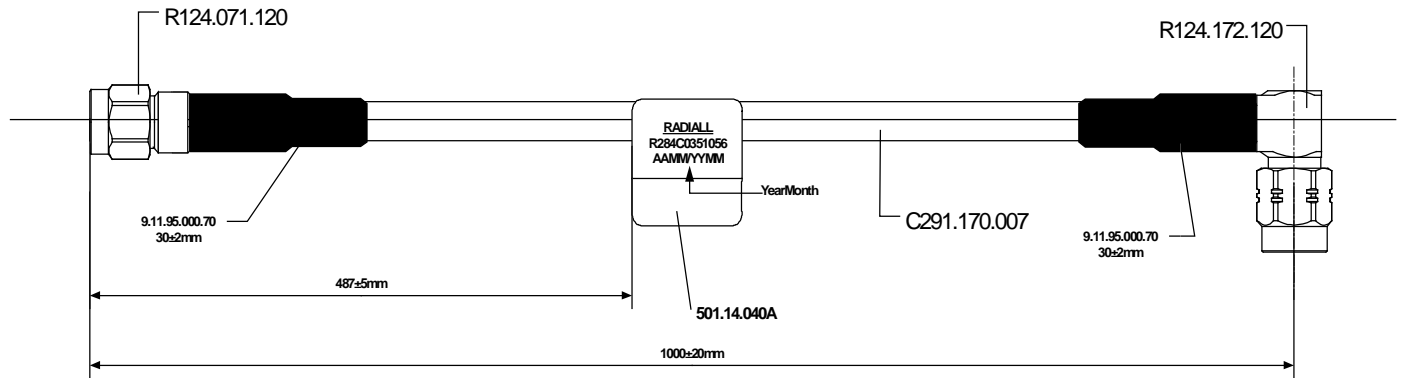 R124.071.120
R124.172.120
RADIALL
R284C0351056
AAMM/YYMM
YearMonth
9.11.95.000.70
30±2mm
C291.170.007
9.11.95.000.70
30±2mm
487±5mm
501.14.040A
1000±20mm